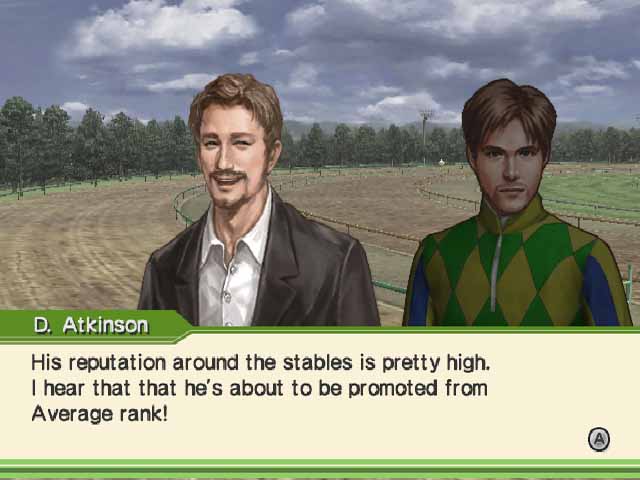 D. Atkinson
His reputation around the stables is pretty high.
I hear that that he's about to be promoted from
Average rank!
A